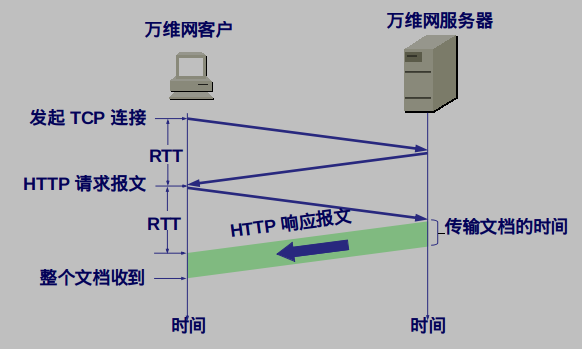 万维网客户
万维网服务器
发起 TCP 连接
RTT
HTTP 请求报文
RTT
HTTP 响应报文
传输文档的时间
整个文档收到
时间
时间